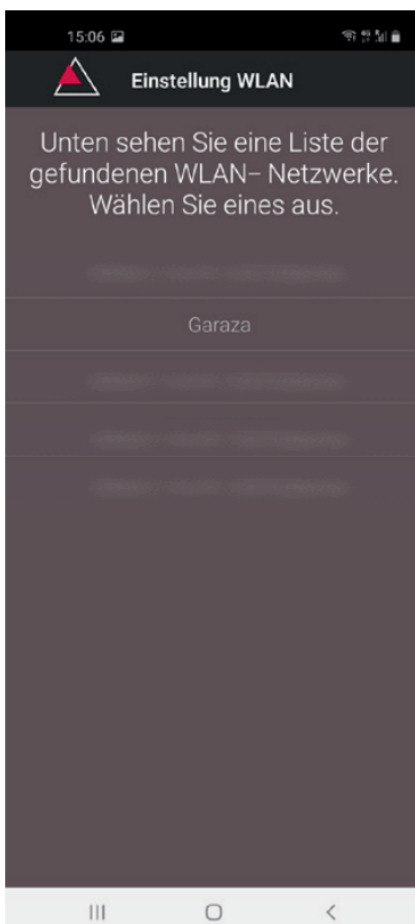 15:06
Einstellung WLAN
Unten sehen Sie eine Liste der
gefundenen WLAN– Netzwerke.
Wählen Sie eines aus.
Garaza